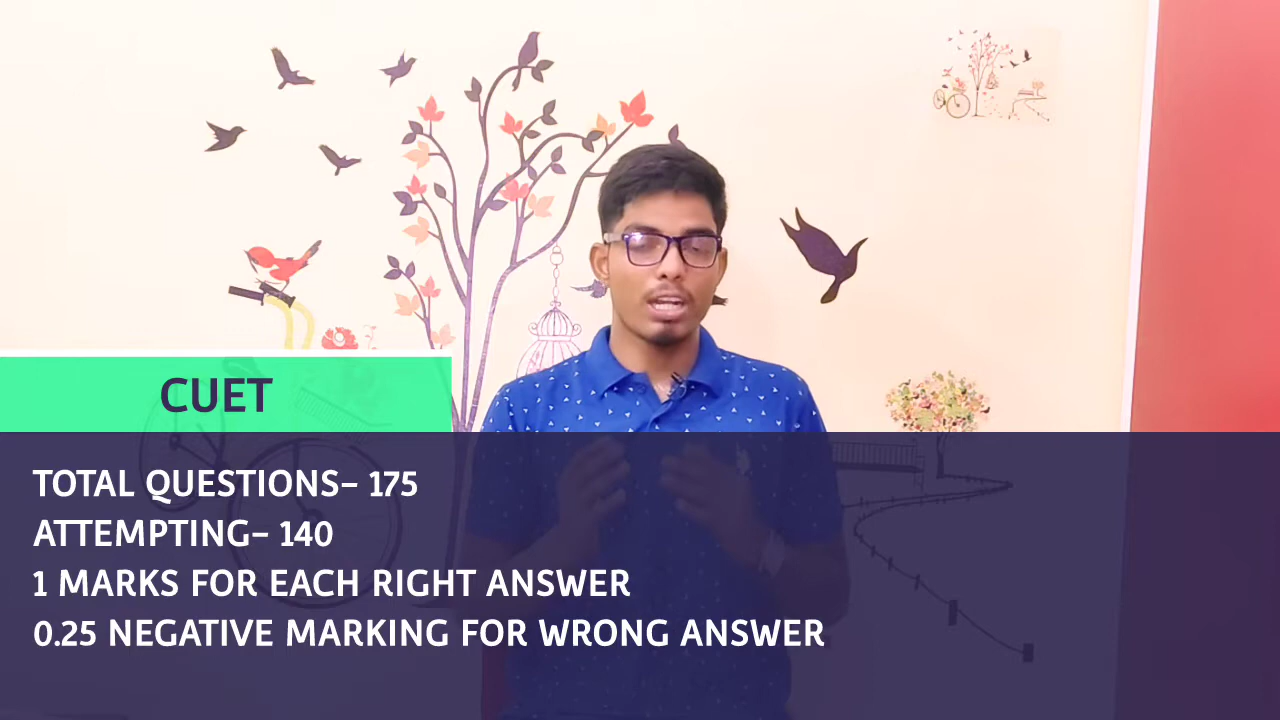 CUET
TOTAL QUESTIONS- 175
ATTEMPTING- 140
1 MARKS FOR EACH RIGHT ANSWER
0.25 NEGATIVE MARKING FOR WRONG ANSWER